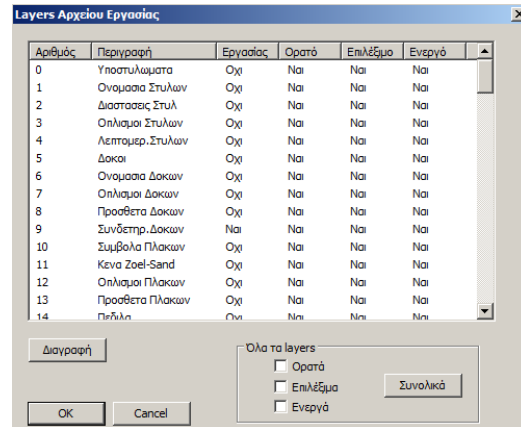 Layers Αρχείου Εργασίας
Αριθμός Περιγραφή Εργασίας Ορατό Επιλέξιμο Ενεργό
0 Υποστυλωματα Οχι Ναι Ναι Ναι
1 Ονομασια Στυλων Οχι Ναι Ναι Ναι
2 Διαστασεις Στυλ Οχι Ναι Ναι Ναι
3 Οπλισμοι Στυλων Οχι Ναι Ναι Ναι
4 Λεπτομερ.Στυλων Οχι Ναι Ναι Ναι
5 Δοκοι Οχι Ναι Ναι Ναι
6 Ονομασια Δοκων Οχι Ναι Ναι Ναι
7 Οπλισμοι Δοκων Οχι Ναι Ναι Ναι
8 Προσθετα Δοκων Οχι Ναι Ναι Ναι
9 Συνδετηρ.Δοκων Ναι Ναι Ναι Ναι
10 Συμβολα Πλακων Οχι Ναι Ναι Ναι
11 Κενα Zoel-Sand Οχι Ναι Ναι Ναι
12 Οπλισμοι Πλακων Οχι Ναι Ναι Ναι
13 Προσθετα Πλακων Οχι Ναι Ναι Ναι
14 Πεδιλα Οχι Ναι Ναι Ναι
Διαγραφή
Όλα τα layers
Ορατά
Επιλέξιμα
Συνολικά
Ενεργά
OK Cancel